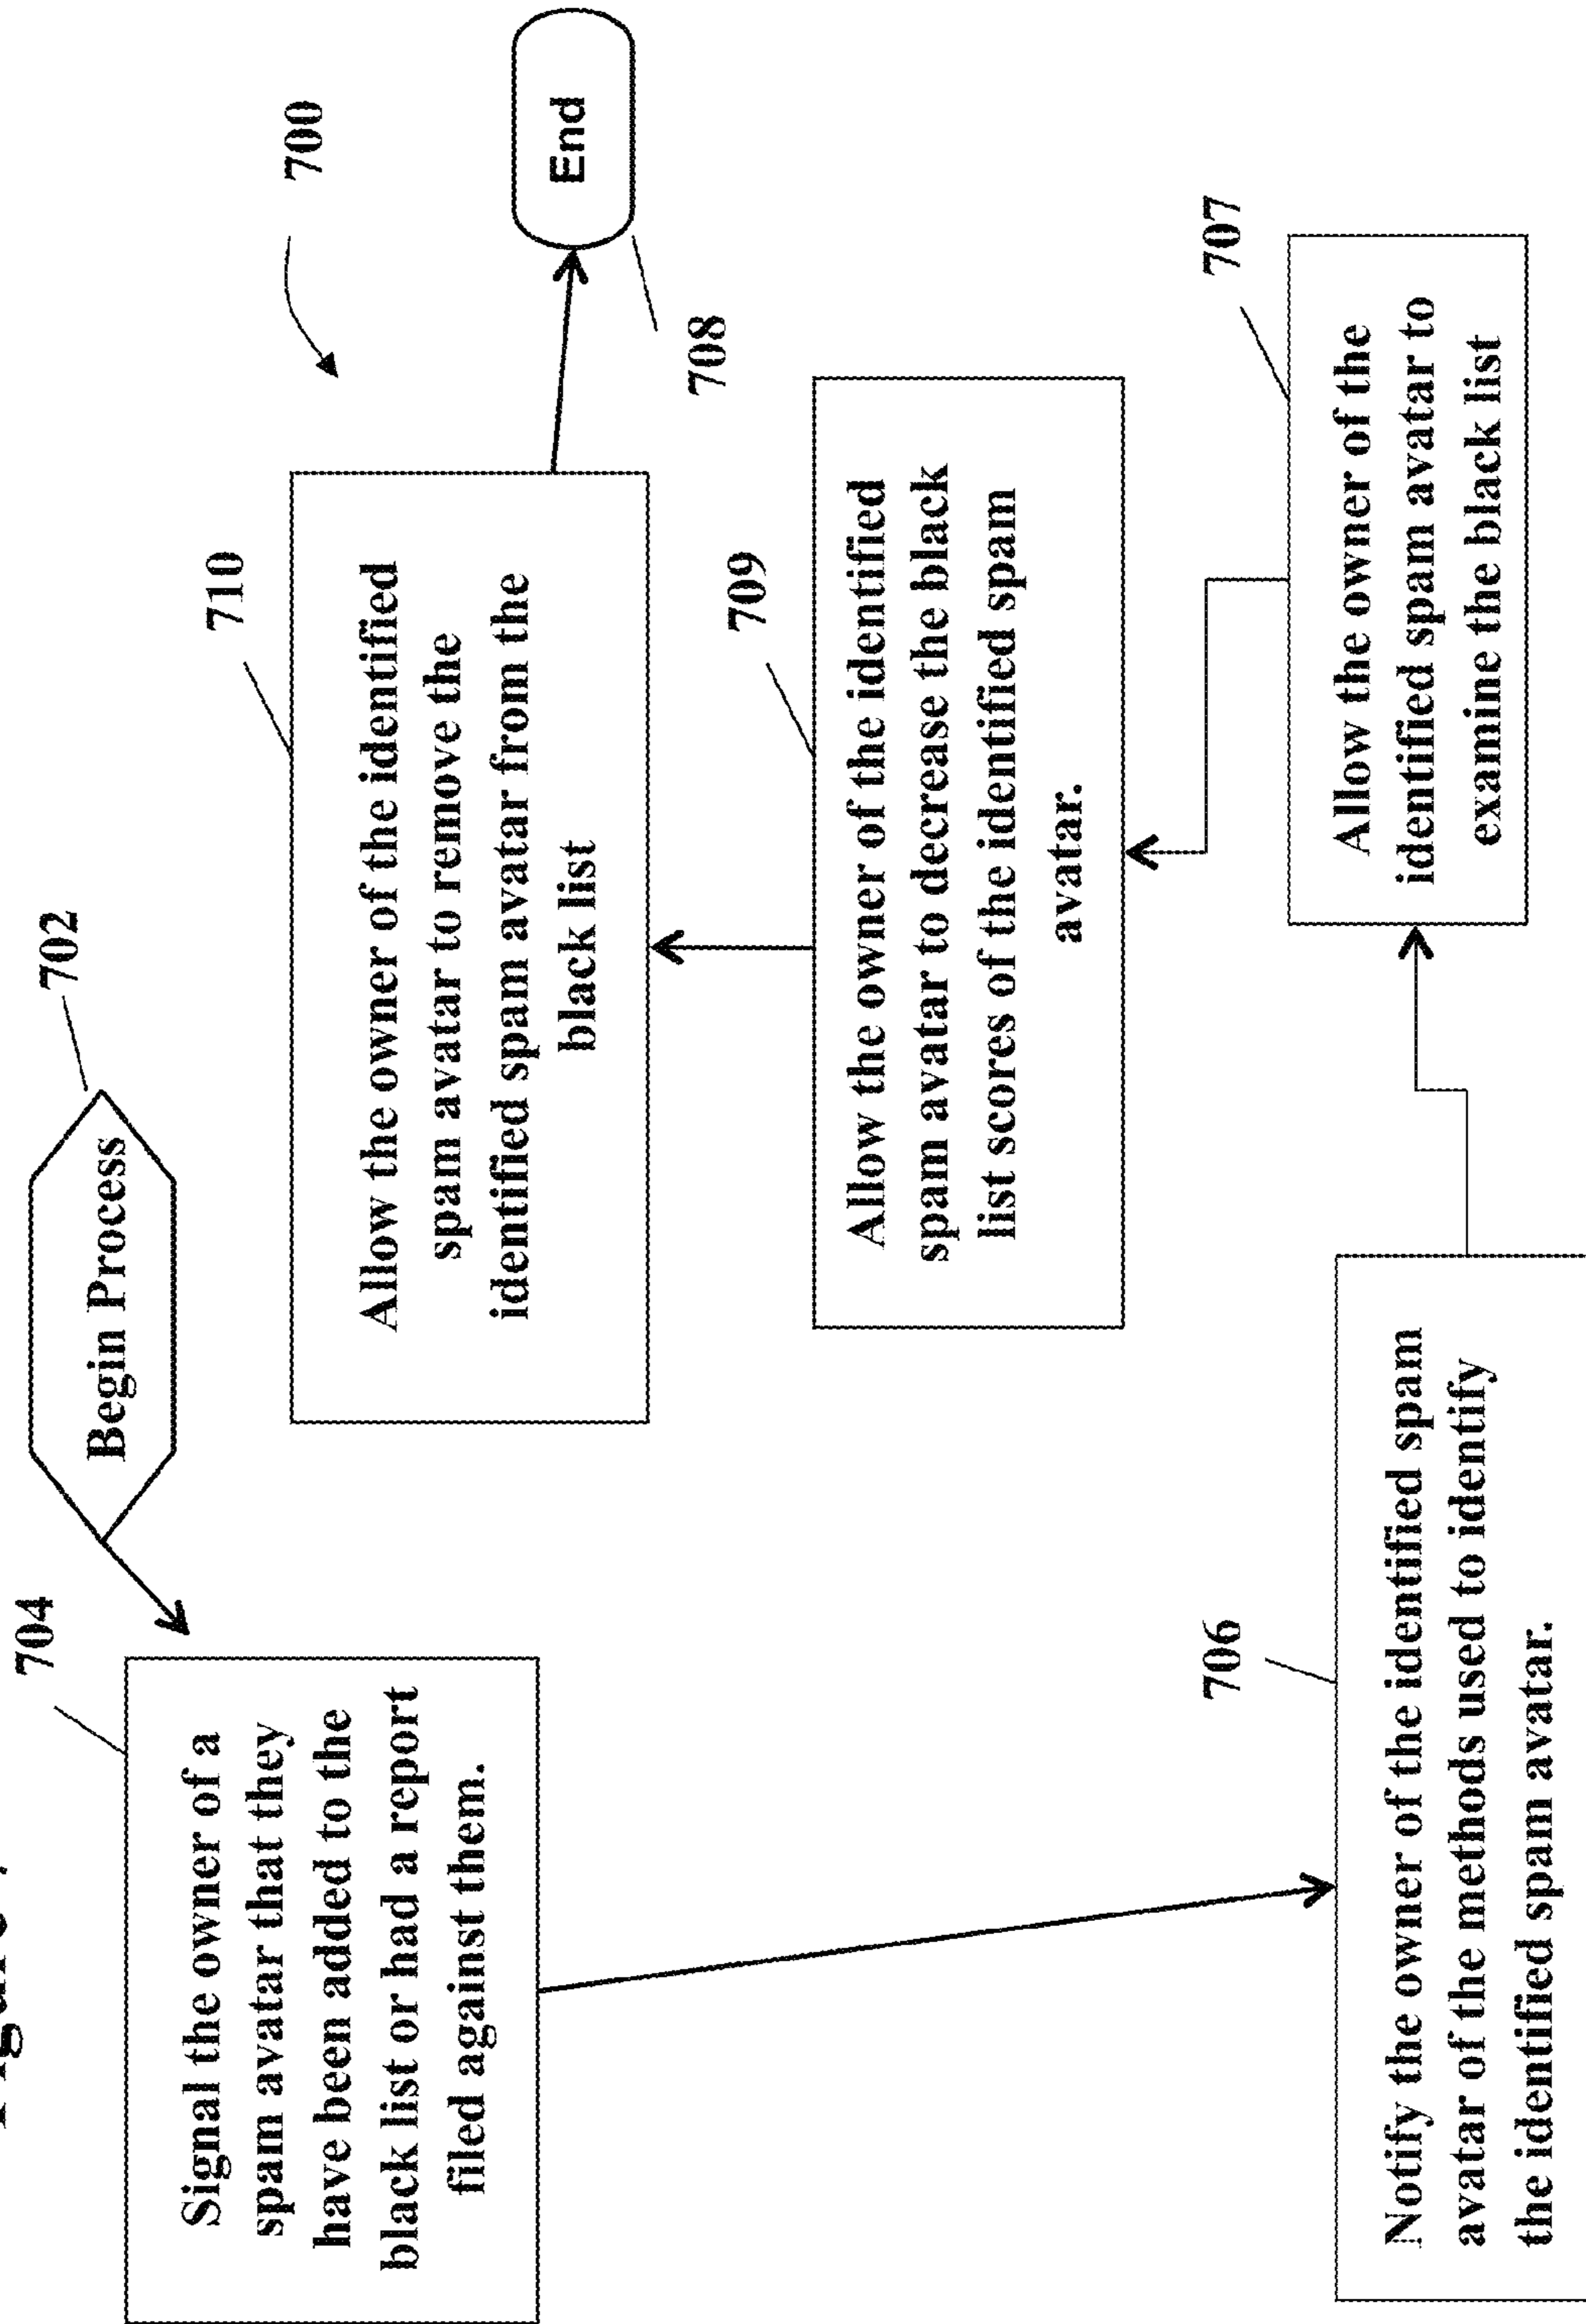 704
702
Begin Process
Signal the owner of a
spam avatar that they
have been added to the
black list or had a report
filed against them.
710
Allow the owner of the identified
spam avatar to remove the
identified spam avatar from the
black list
700
End
708
709
Allow the owner of the identified
spam avatar to decrease the black
list scores of the identified spam
avatar.
706
Notify the owner of the identified spam
avatar of the methods used to identify
the identified spam avatar.
707
Allow the owner of the
identified spam avatar to
examine the black list